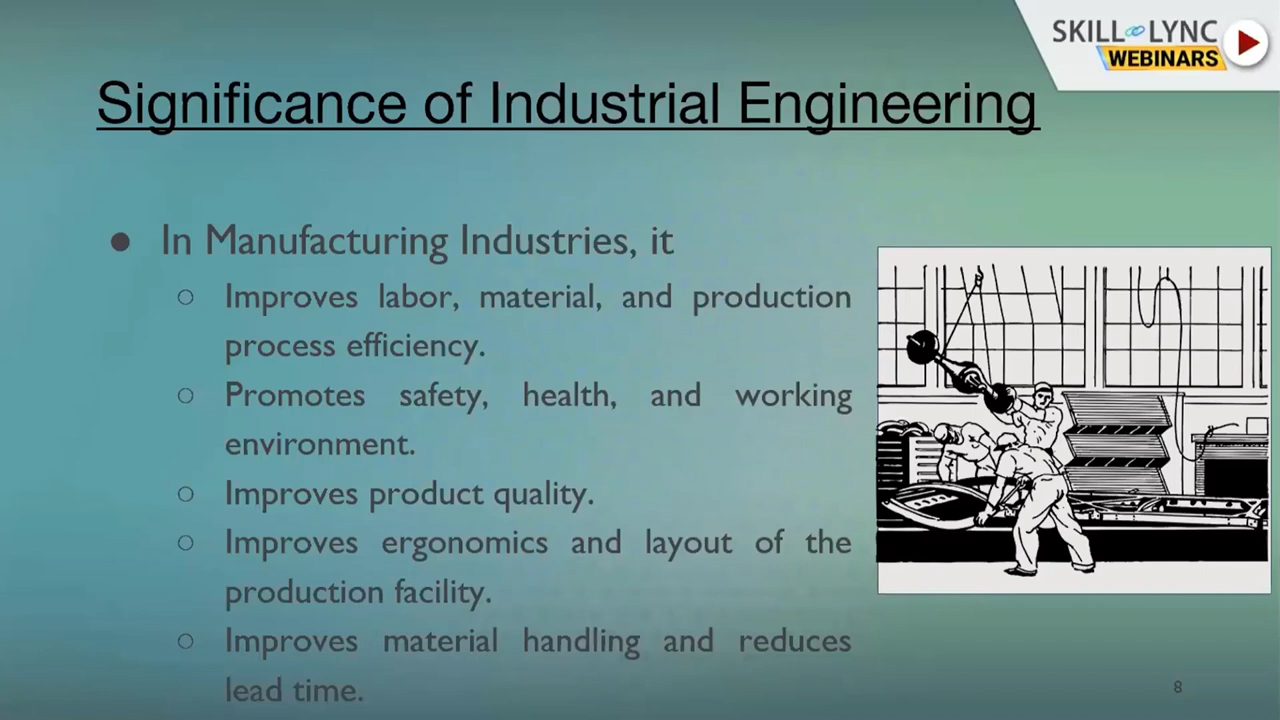 SKILL LYNC
WEBINARS
Significance of Industrial Engineering
● In Manufacturing Industries, it
○ Improves labor, material, and production
process efficiency.
○ Promotes safety, health, and working
environment.
○ Improves product quality.
○ Improves ergonomics and layout of the
production facility.
○ Improves material handling and reduces
lead time.
8